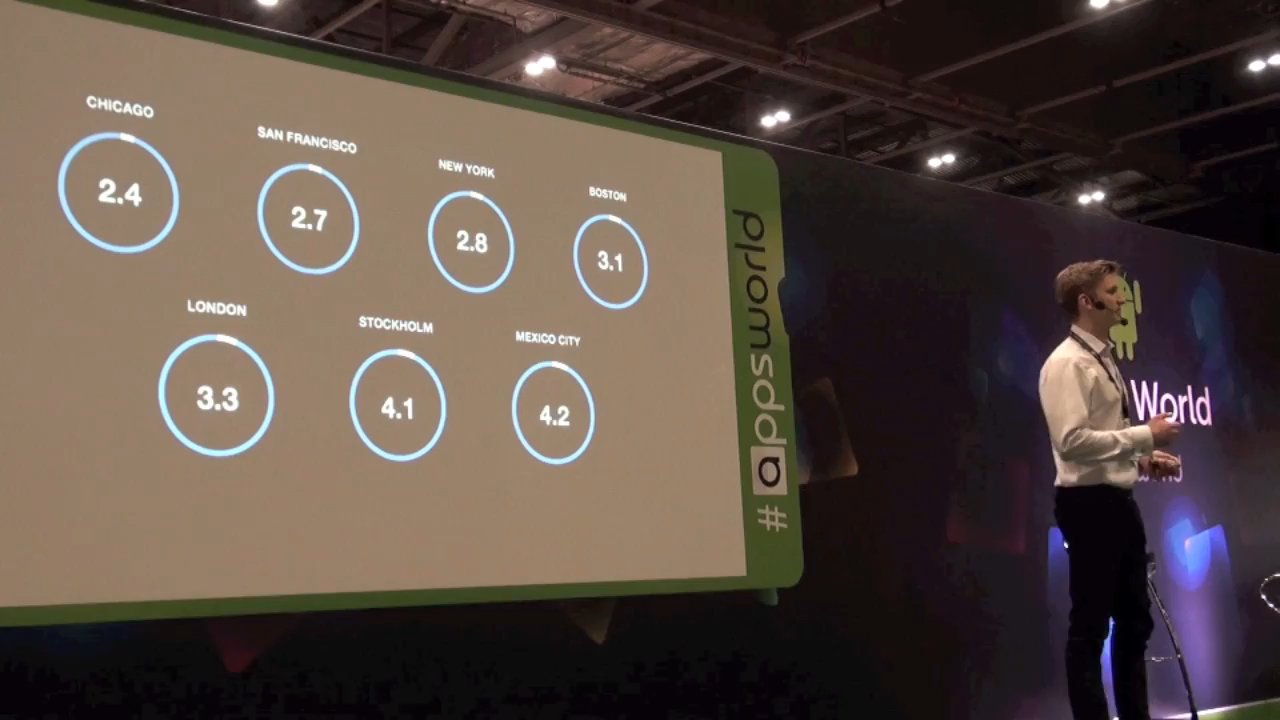 CHICAGO
2.4
SAN FRANCISCO
2.7
NEW YORK
2.8
BOSTON
3.1
LONDON
3.3
STOCKHOLM
4.1
MEXICO CITY
4.2
#appsworld
World